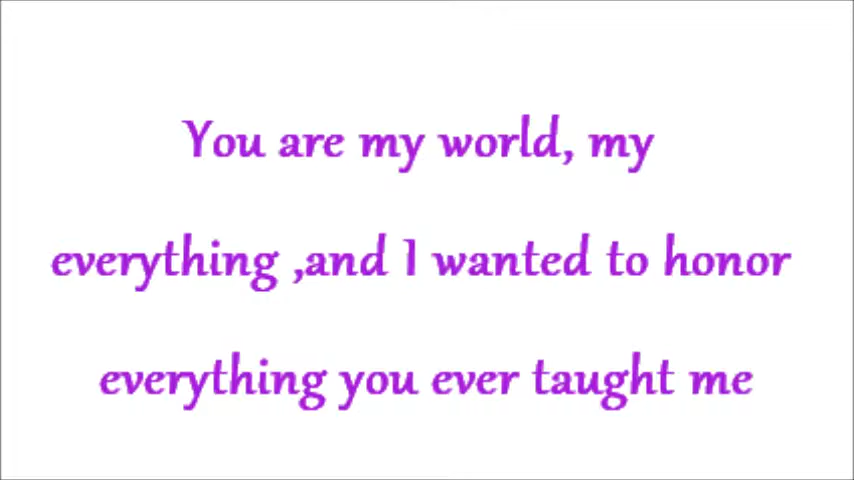 You are my world, my
everything ,and I wanted to honor
everything you ever taught me